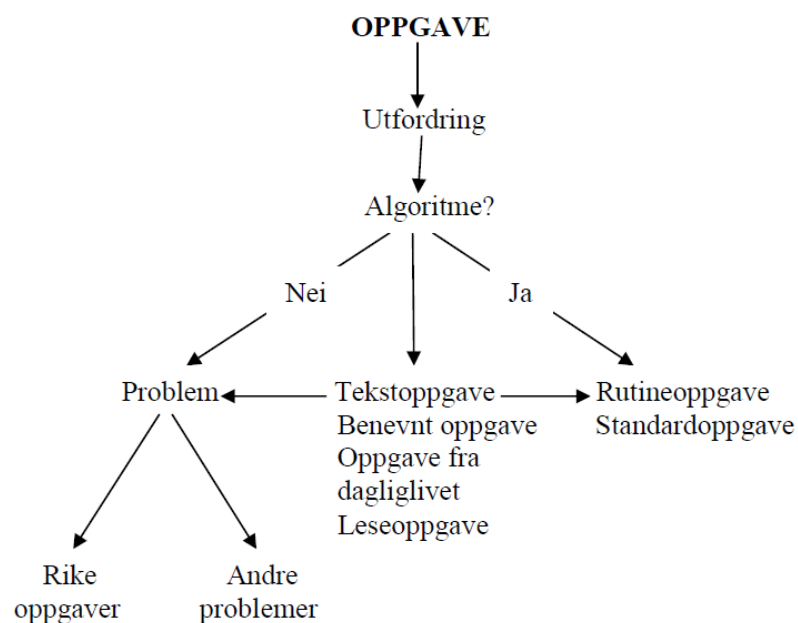 OPPGAVE
Utfordring
Algoritme?
Nei
Ja
Problem
Tekstoppgave
Benevnt oppgave
Oppgave fra
dagliglivet
Leseoppgave
Rutineoppgave
Standardoppgave
Rike
oppgaver
Andre
problemer